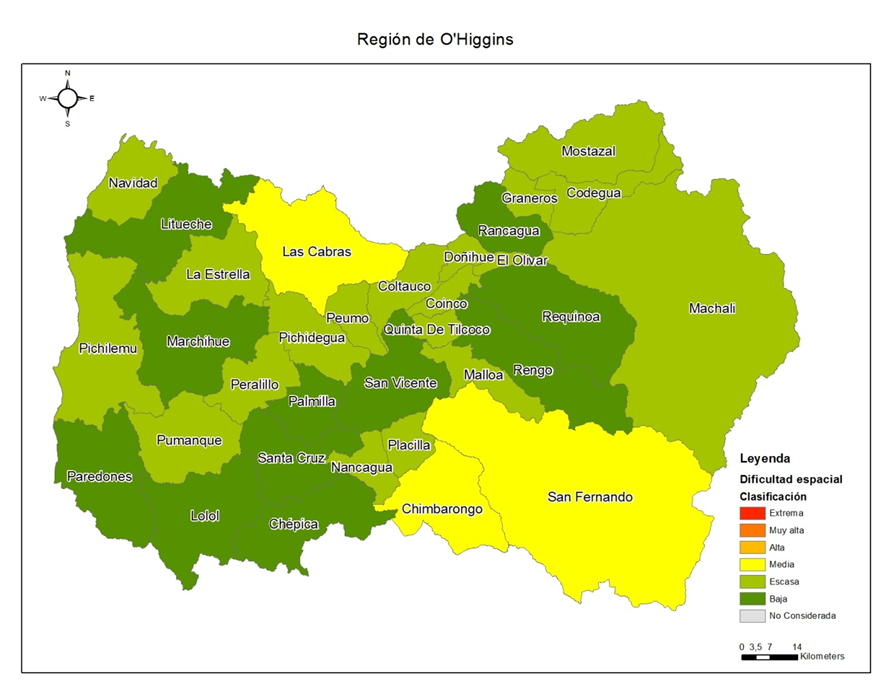 Región de O'Higgins
N
W E
S
Mostazal
Navidad
Graneros Codegua
Litueche
Rancagua
Las Cabras
Doñihue El Olivar
La Estrella
Coltauco
Coinco
Machali
Peumo
Requinoa
Quinta De Tilcoco
Pichidegua
Marchihue
Pichilemu
Rengo
Malloa
Peralillo
San Vicente
Palmilla
Pumanque
Placilla
Santa Cruz
Nancagua
Paredones
San Fernando
Chimbarongo
Lolol
Chépica
Leyenda
Dificultad espacial
Clasificación
Extrema
Muy alta
Alta
Media
Escasa
Baja
No Considerada
0 3,5 7 14
Kilometers